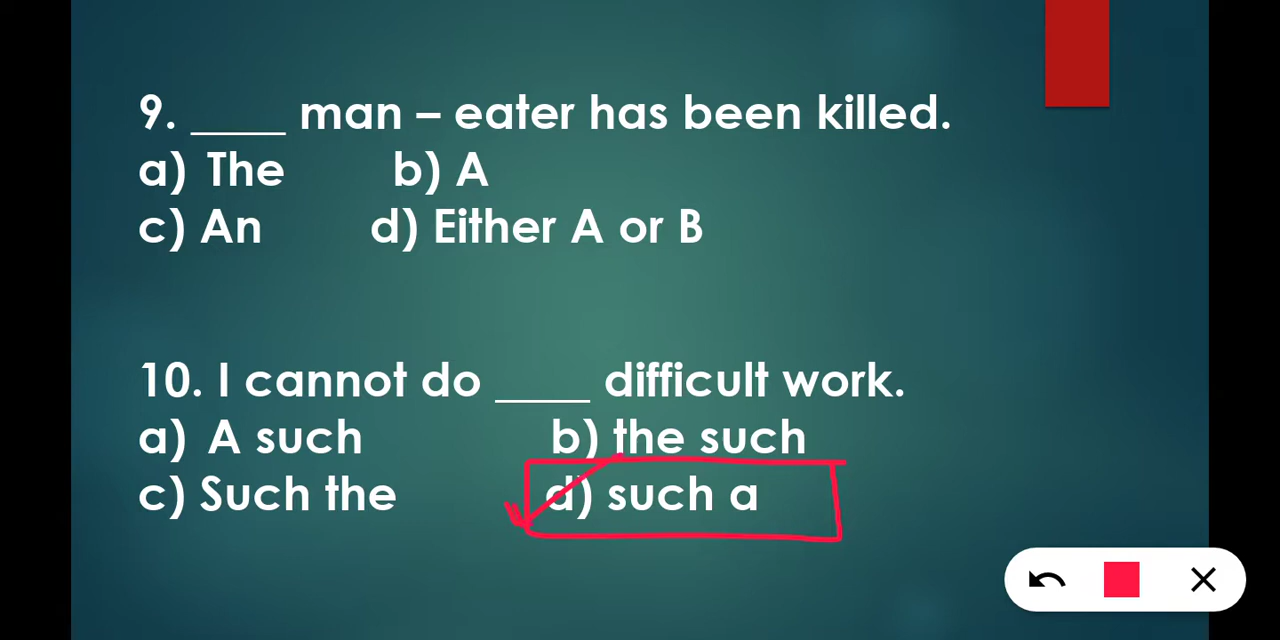 9. ____ man – eater has been killed.
a) The b) A
c) An d) Either A or B
10. I cannot do ____ difficult work.
a) A such b) the such
c) Such the d) such a